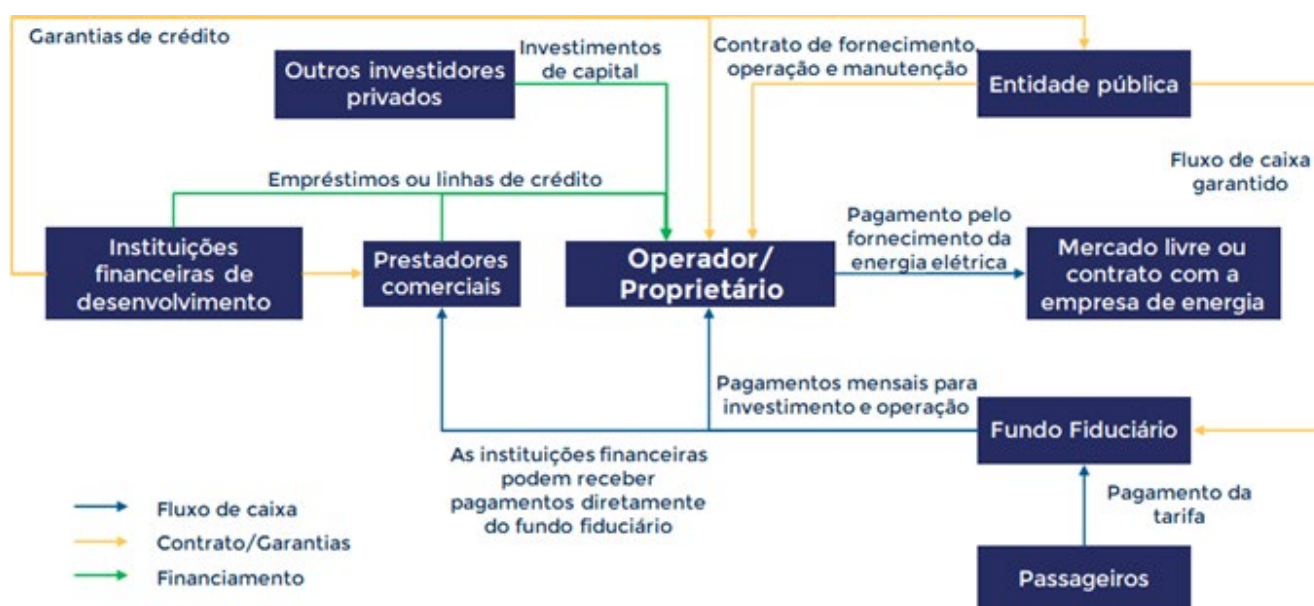 Garantias de crédito
Outros investidores
privados
Investimentos
de capital
Contrato de fornecimento,
operação e manutenção
Entidade pública
Fluxo de caixa
garantido
Empréstimos ou linhas de crédito
Instituições
financeiras de
desenvolvimento
Prestadores
comerciais
Operador/
Proprietário
Pagamento pelo
fornecimento da
energia elétrica
Mercado livre ou
contrato com a
empresa de energia
Pagamentos mensais para
investimento e operação
Fundo Fiduciário
As instituições financeiras
podem receber
pagamentos diretamente
do fundo fiduciário
Pagamento da
tarifa
Passageiros
Fluxo de caixa
Contrato/Garantias
Financiamento